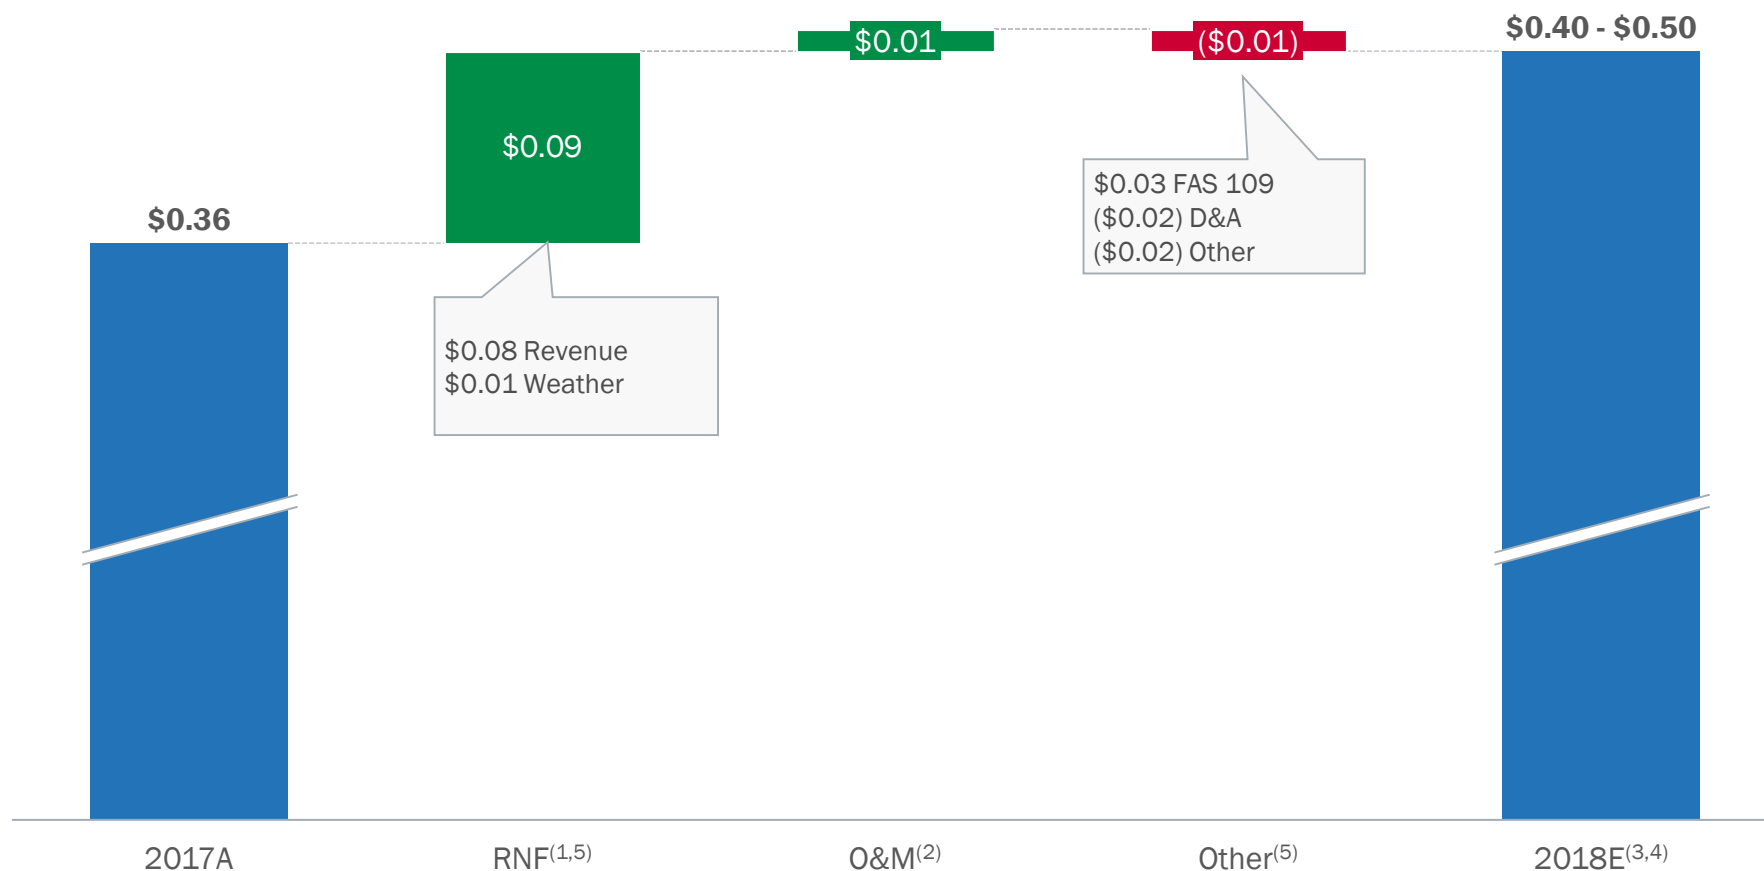 $0.36
$0.09
$0.01
($0.01)
$0.40 - $0.50
$0.08 Revenue
$0.01 Weather
$0.03 FAS 109
($0.02) D&A
($0.02) Other
2017A
RNF(1,5)
O&M(2)
Other(5)
2018E(3,4)